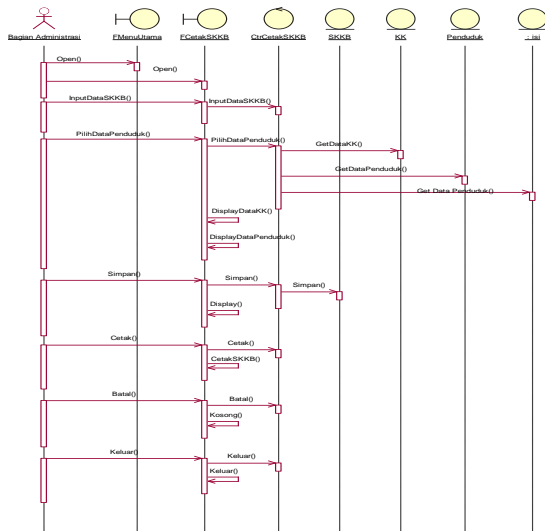 Bagian Administrasi FMenuUtama FCetakSKKB CtrCetakSKKB SKKB KK Penduduk : isi
Open()
Open()
InputDataSKKB()
InputDataSKKB()
PilihDataPenduduk()
PilihDataPenduduk()
GetDataKK()
GetDataPenduduk()
Get Data Penduduk()
DisplayDataKK()
DisplayDataPenduduk()
Simpan()
Simpan()
Simpan()
Display()
Cetak()
Cetak()
CetakSKKB()
Batal()
Batal()
Kosong()
Keluar()
Keluar()
Keluar()